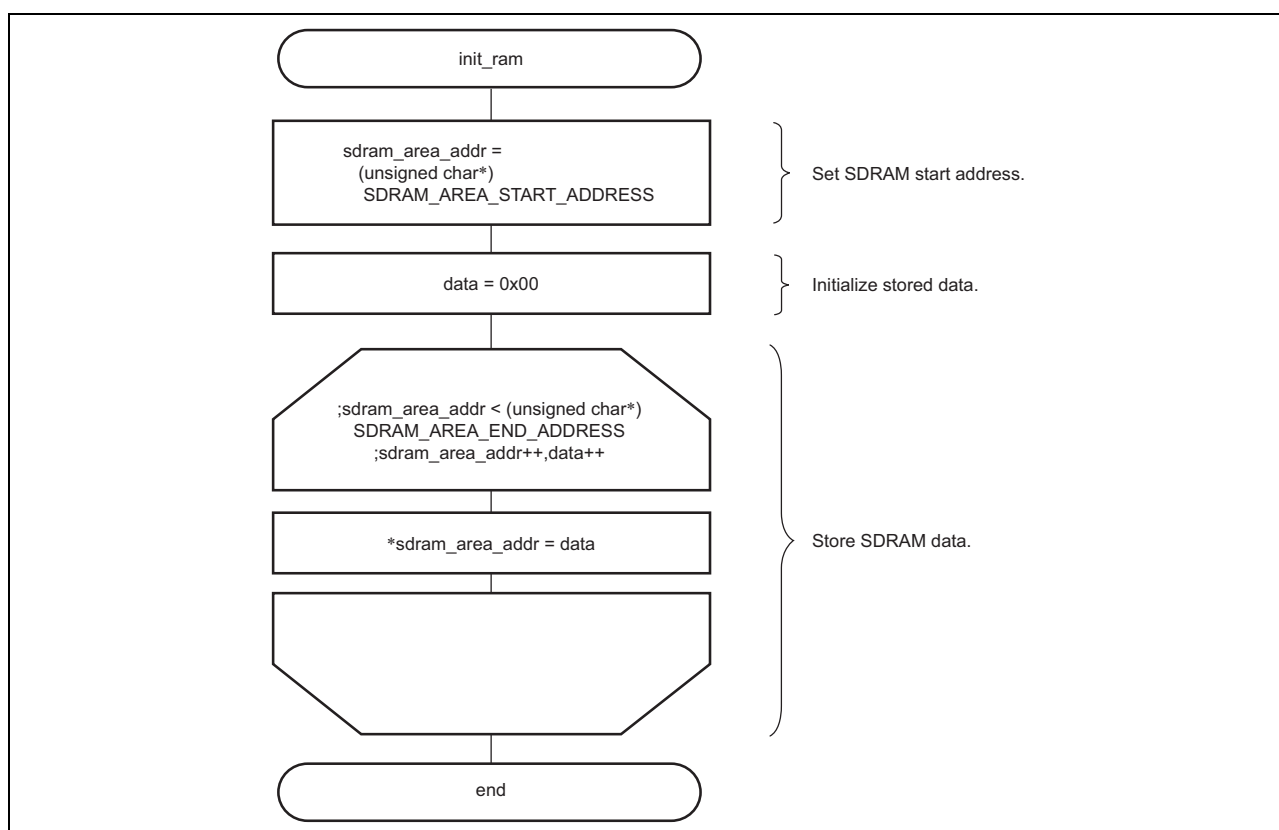 init_ram
sdram_area_addr =
(unsigned char*)
SDRAM_AREA_START_ADDRESS
Set SDRAM start address.
data = 0x00
Initialize stored data.
;sdram_area_addr < (unsigned char*)
SDRAM_AREA_END_ADDRESS
;sdram_area_addr++,data++
*sdram_area_addr = data
Store SDRAM data.
end